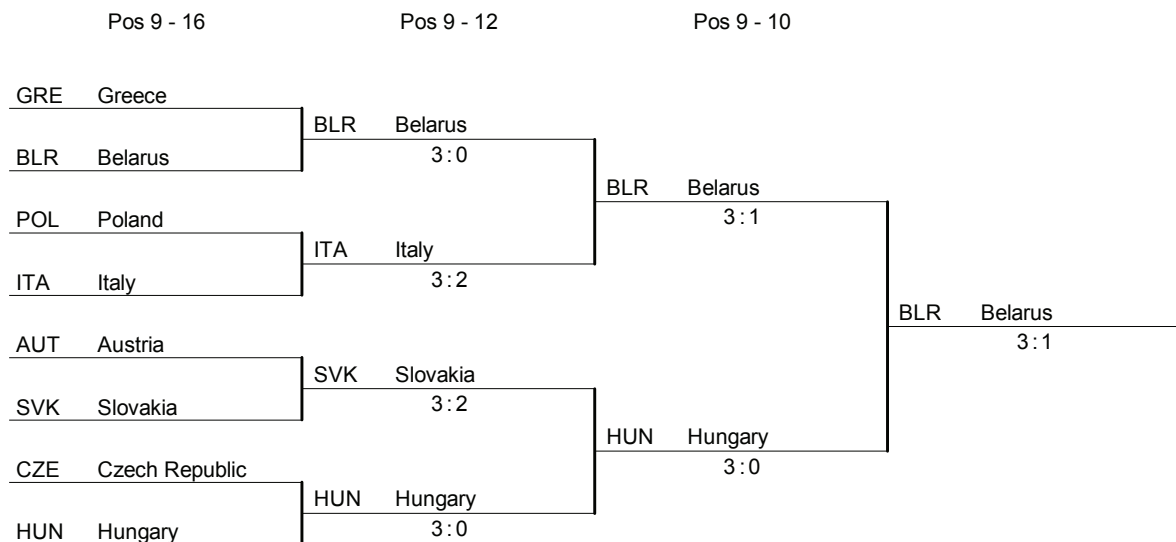 Pos 9 - 16 Pos 9 - 12 Pos 9 - 10
GRE Greece
BLR Belarus
3 : 0
BLR Belarus
BLR Belarus
3 : 1
POL Poland
ITA Italy
3 : 2
ITA Italy
BLR Belarus
3 : 1
AUT Austria
SVK Slovakia
3 : 2
SVK Slovakia
HUN Hungary
3 : 0
CZE Czech Republic
HUN Hungary
3 : 0
HUN Hungary